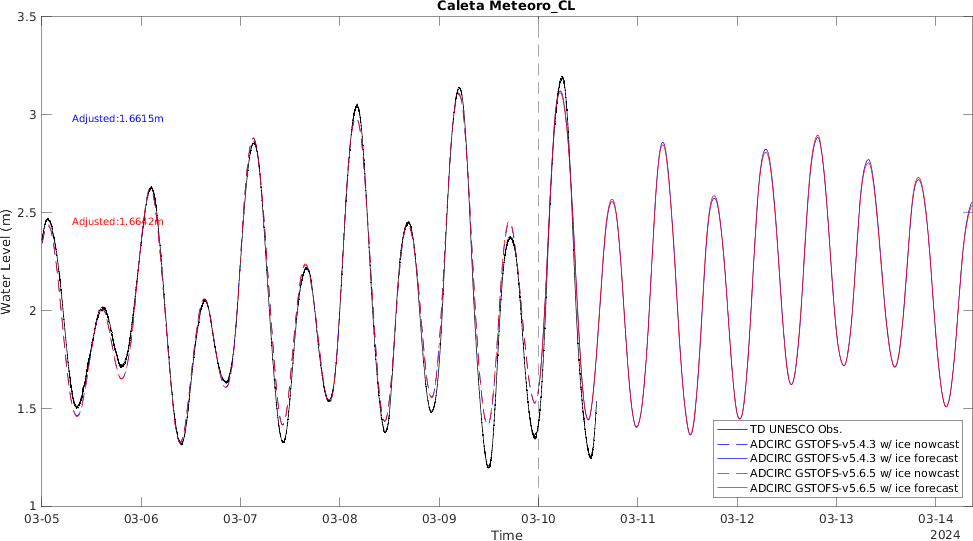 Caleta Meteoro_CL
3.5
3
2.5
2
1.5
1
Water Level (m)
Adjusted:1.6615m
Adjusted:1.6642m
TD UNESCO Obs.
ADCIRC GSTOFS-v5.4.3 w/ ice nowcast
ADCIRC GSTOFS-v5.4.3 w/ ice forecast
ADCIRC GSTOFS-v5.6.5 w/ ice nowcast
ADCIRC GSTOFS-v5.6.5 w/ ice forecast
03-05 03-06 03-07 03-08 03-09 03-10 03-11 03-12 03-13 03-14
2024
Time